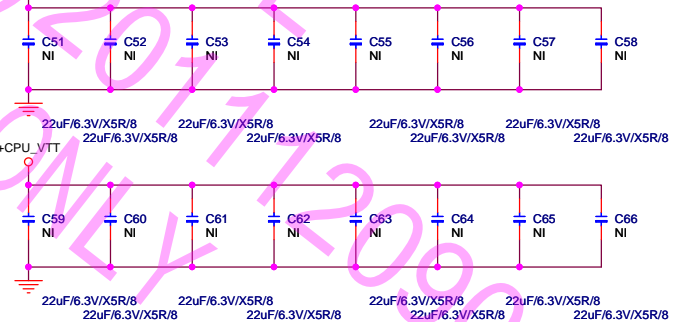 C51 C52 C53 C54 C55 C56 C57 C58
NI NI NI NI NI NI NI NI
22uF/6.3V/X5R/8 22uF/6.3V/X5R/8 22uF/6.3V/X5R/8 22uF/6.3V/X5R/8
22uF/6.3V/X5R/8 22uF/6.3V/X5R/8 22uF/6.3V/X5R/8 22uF/6.3V/X5R/8
+CPU_VTT
C59 C60 C61 C62 C63 C64 C65 C66
NI NI NI NI NI NI NI NI
22uF/6.3V/X5R/8 22uF/6.3V/X5R/8 22uF/6.3V/X5R/8 22uF/6.3V/X5R/8
22uF/6.3V/X5R/8 22uF/6.3V/X5R/8 22uF/6.3V/X5R/8 22uF/6.3V/X5R/8
ONLY